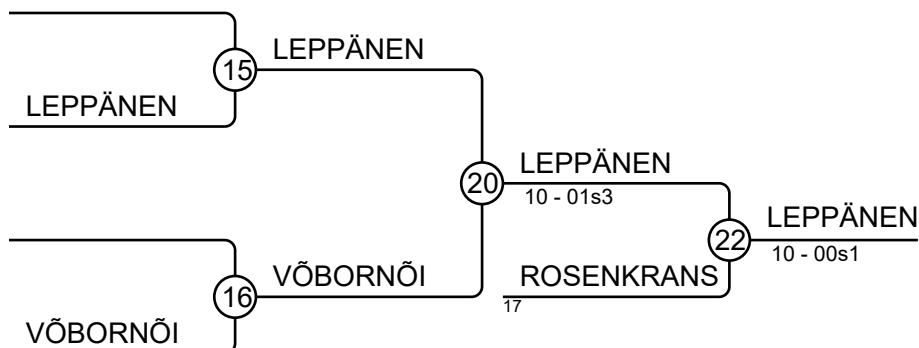 LEPPÄNEN
15
LEPPÄNEN
LEPPÄNEN
20
10 - 01s3
LEPPÄNEN
22
10 - 00s1
VÕBORNÕI
ROSENKRANS
16
17
VÕBORNÕI